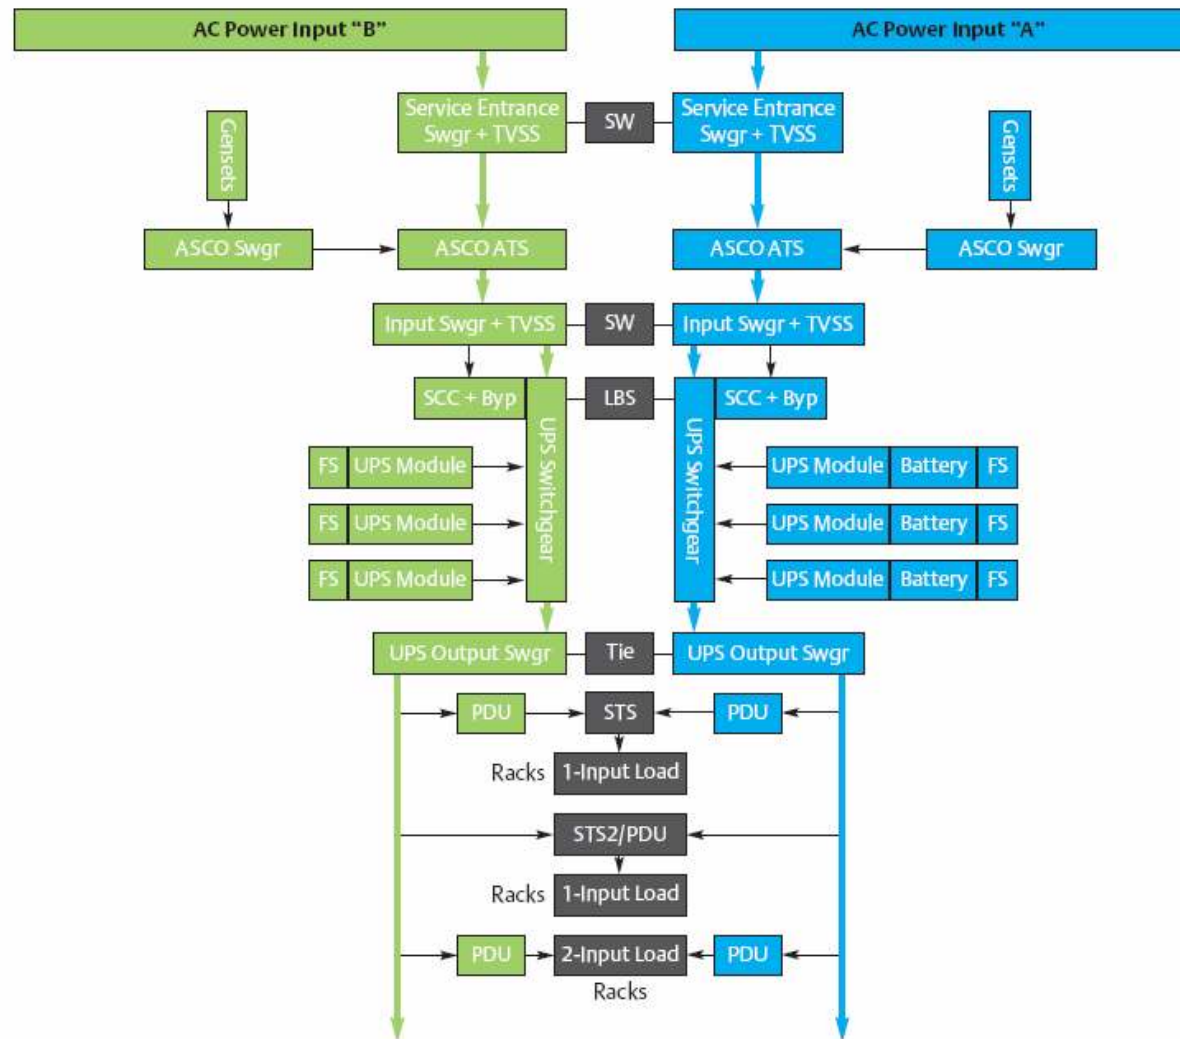 AC Power Input “B”
AC Power Input “A”
Service Entrance
Swgr + TVSS
SW
Service Entrance
Swgr + TVSS
Gensets
Gensets
ASCO Swgr
ASCO ATS
ASCO ATS
ASCO Swgr
Input Swgr + TVSS
SW
Input Swgr + TVSS
SCC + Byp
UPS Switchgear
LBS
UPS Switchgear
SCC + Byp
FS
UPS Module
UPS Module
Battery
FS
FS
UPS Module
UPS Module
Battery
FS
FS
UPS Module
UPS Module
Battery
FS
UPS Output Swgr
Tie
UPS Output Swgr
PDU
STS
PDU
Racks
1-Input Load
STS2/PDU
Racks
1-Input Load
PDU
2-Input Load
PDU
Racks